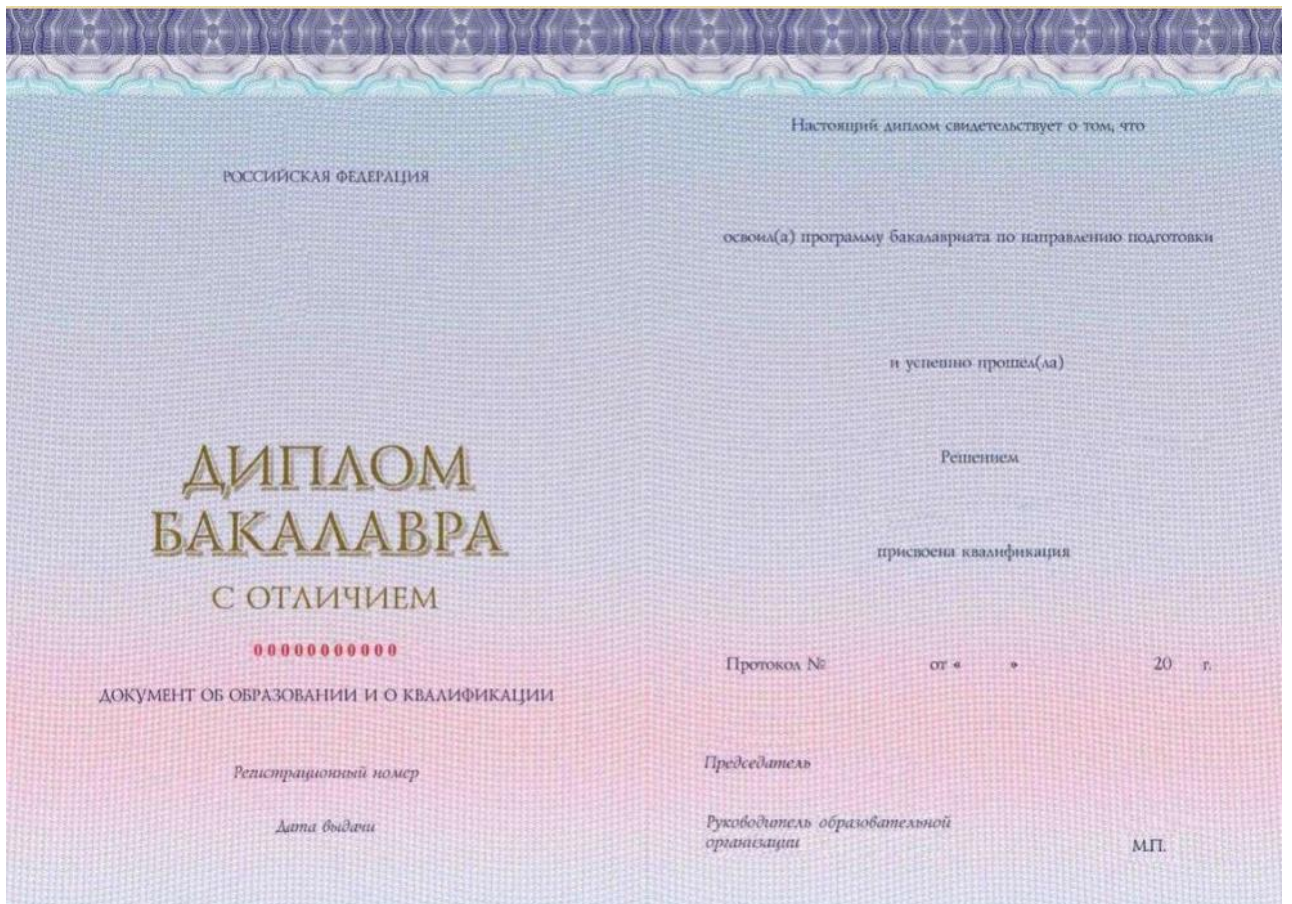 РОССИЙСКАЯ ФЕДЕРАЦИЯ
ДИПЛОМ
БАКАЛАВРА
С ОТЛИЧИЕМ
00000000000
ДОКУМЕНТ ОБ ОБРАЗОВАНИИ И О КВАЛИФИКАЦИИ
Регистрационный номер
Дата выдачи
Настоящий диплом свидетельствует о том, что
освоил(а) программу бакалавриата по направлению подготовки
и успешно прошел(ла)
Решением
присвоена квалификация
Протокол № от « » 20 г.
Председатель
Руководитель образовательной
организации
М.П.